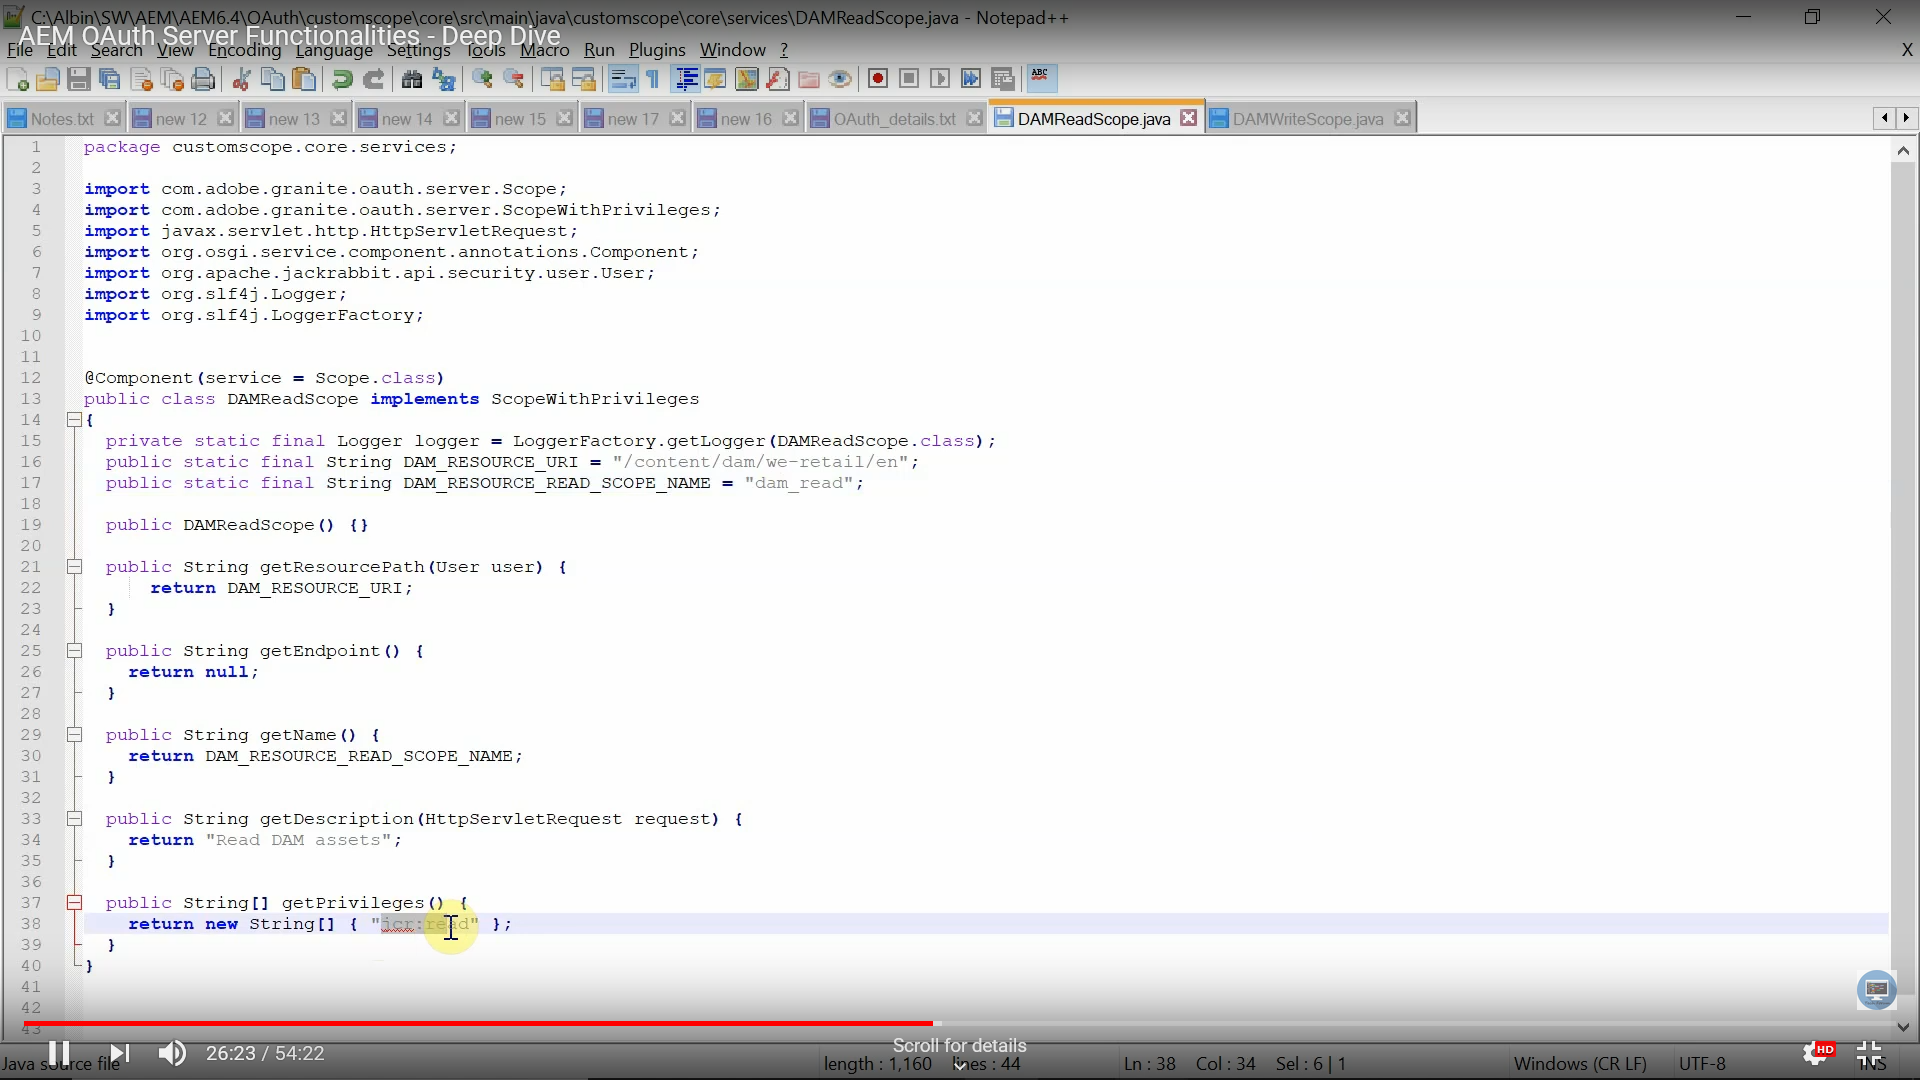 C:\Albin\SW\AEM\AEM6.4\OAuth\customscope\core\src\main\java\customscope\core\services\DAMReadScope.java - Notepad++
AEM OAuth Server Functionalities - Deep Dive
File Edit Search View Encoding Language Settings Tools Macro Run Plugins Window ? X
ABC
Notes.txt new 12 new 13 new 14 new 15 new 17 new 16 OAuth_details.txt DAMReadScope.java DAMWriteScope.java
1 package customscope.core.services;
2
3 import com.adobe.granite.oauth.server.Scope;
4 import com.adobe.granite.oauth.server.ScopeWithPrivileges;
5 import javax.servlet.http.HttpServletRequest;
6 import org.osgi.service.component.annotations.Component;
7 import org.apache.jackrabbit.api.security.user.User;
8 import org.slf4j.Logger;
9 import org.slf4j.LoggerFactory;
10
11
12 @Component(service = Scope.class)
13 public class DAMReadScope implements ScopeWithPrivileges
14 {
15 private static final Logger logger = LoggerFactory.getLogger(DAMReadScope.class);
16 public static final String DAM_RESOURCE_URI = "/content/dam/we-retail/en";
17 public static final String DAM_RESOURCE_READ_SCOPE_NAME = "dam_read";
18
19 public DAMReadScope() {}
20
21 public String getResourcePath(User user) {
22 return DAM_RESOURCE_URI;
23 }
24
25 public String getEndpoint() {
26 return null;
27 }
28
29 public String getName() {
30 return DAM_RESOURCE_READ_SCOPE_NAME;
31 }
32
33 public String getDescription(HttpServletRequest request) {
34 return "Read DAM assets";
35 }
36
37 public String[] getPrivileges() {
38 return new String[] { "jcr:read" };
39 }
40 }
41
42
43
26:23 / 54:22
Scroll for details
HD
Java source file length : 1,160 lines : 44 Ln : 38 Col : 34 Sel : 6 | 1 Windows (CR LF) UTF-8 INS